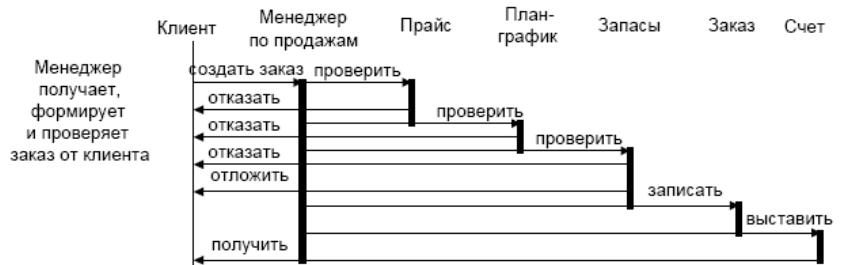 Клиент
Менеджер
по продажам
Прайс
План-
график
Запасы
Заказ
Счет
Менеджер
получает,
формирует
и проверяет
заказ от клиента
создать заказ
проверить
отказать
проверить
отказать
проверить
отказать
отложить
записать
выставить
получить